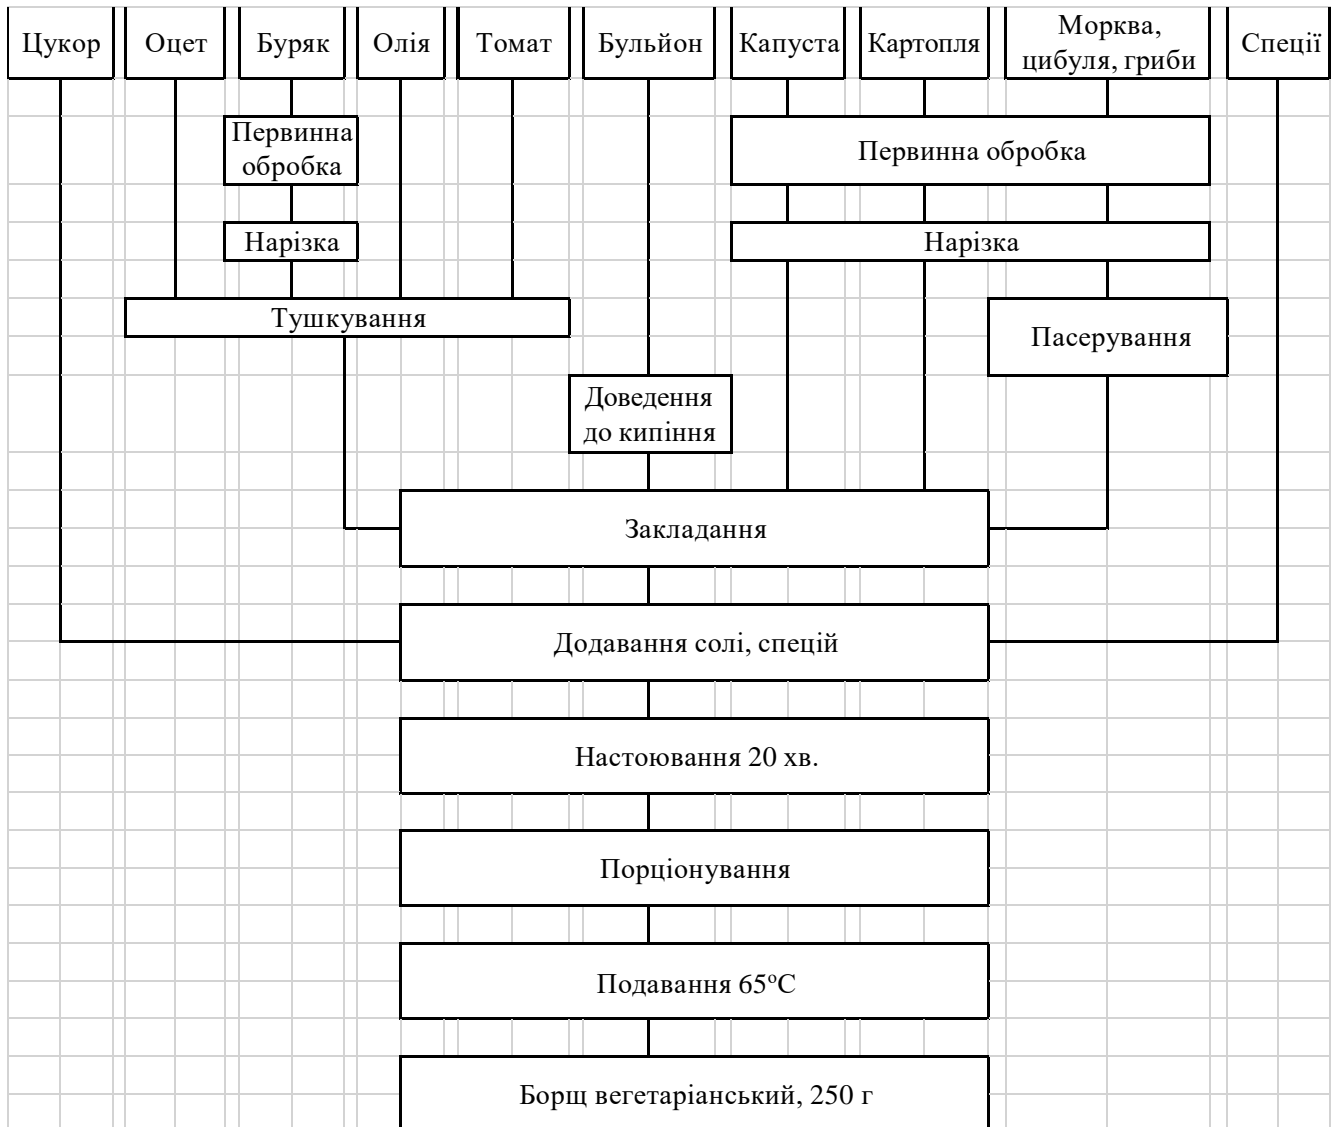 Цукор
Оцет
Буряк
Олія
Томат
Бульйон
Капуста
Картопля
Морква,
цибуля, гриби
Спеції
Первинна
обробка
Первинна обробка
Нарізка
Нарізка
Тушкування
Пасерування
Доведення
до кипіння
Закладання
Додавання солі, спецій
Настоювання 20 хв.
Порціонування
Подавання 65ºС
Борщ вегетаріанський, 250 г